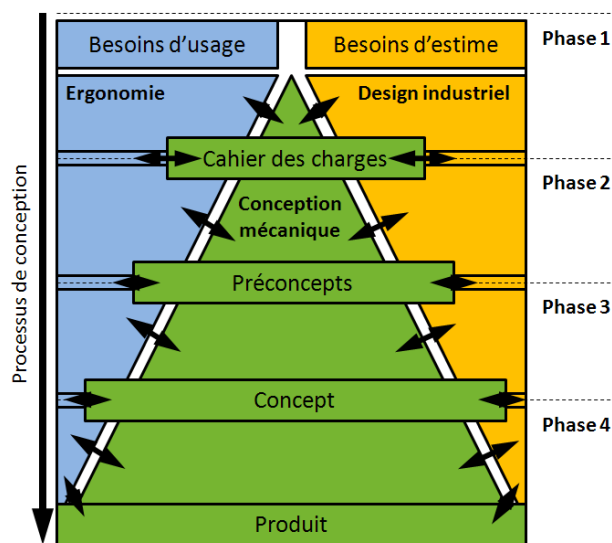 Besoins d’usage
Besoins d’estime
Phase 1
Ergonomie
Design industriel
Cahier des charges
Phase 2
Conception
mécanique
Préconcepts
Phase 3
Concept
Phase 4
Produit
Processus de conception